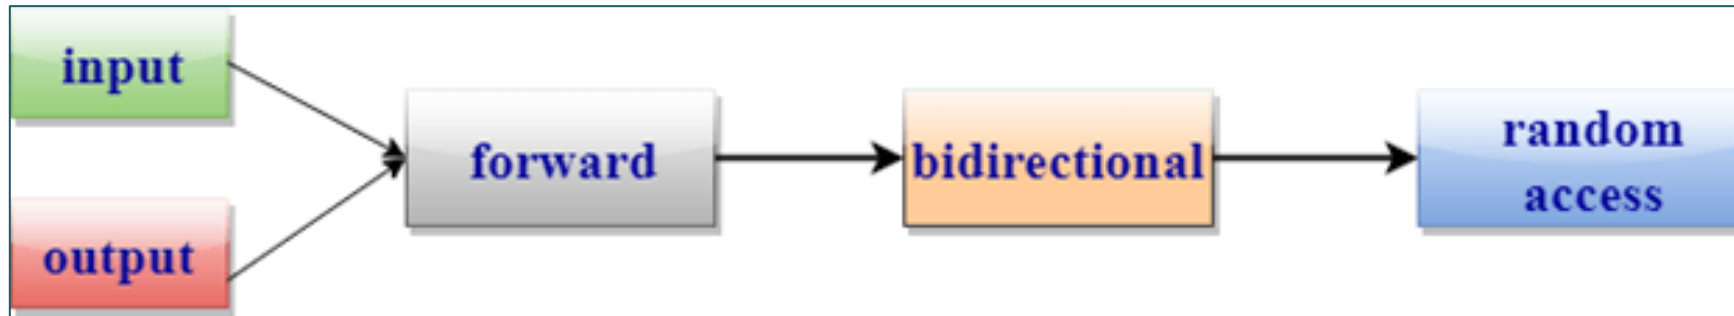 input
output
forward
bidirectional
random
access